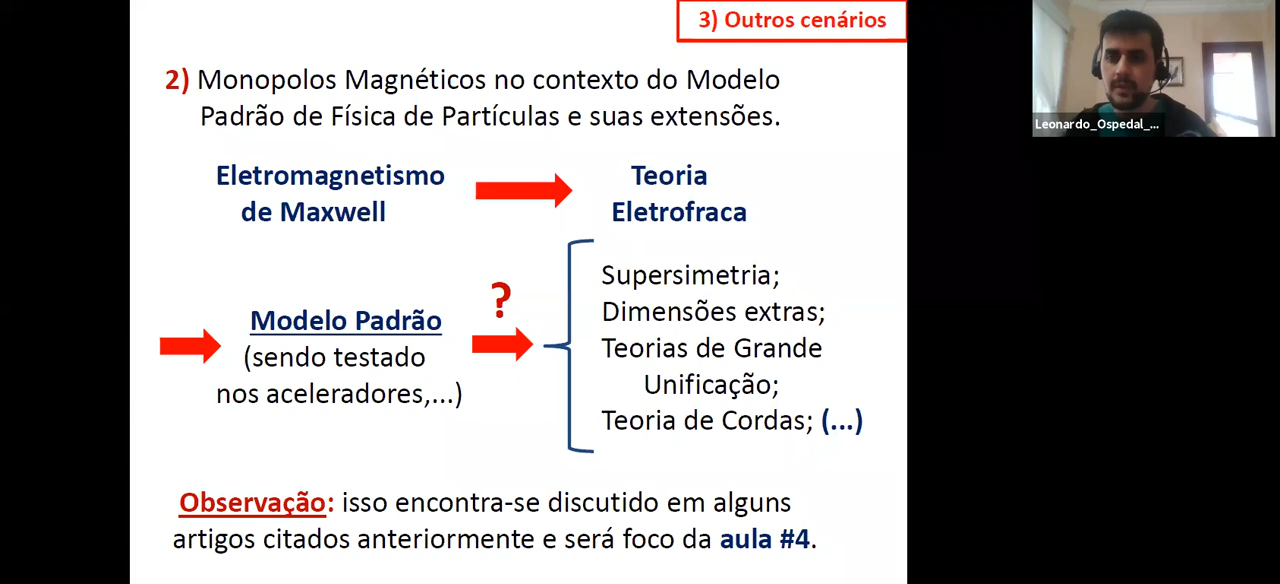 3) Outros cenários
2) Monopolos Magnéticos no contexto do Modelo
Padrão de Física de Partículas e suas extensões.
Eletromagnetismo
de Maxwell
Teoria
Eletrofraca
?
Modelo Padrão
(sendo testado
nos aceleradores,...)
Supersimetria;
Dimensões extras;
Teorias de Grande
Unificação;
Teoria de Cordas; (...)
Observação: isso encontra-se discutido em alguns
artigos citados anteriormente e será foco da aula #4.
Leonardo_Ospedal_...